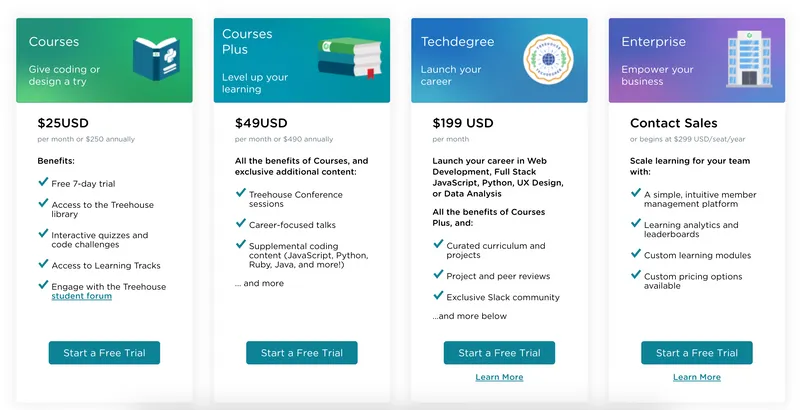 Courses
Give coding or
design a try
$25USD
per month or $250 annually
Benefits:
Free 7-day trial
Access to the Treehouse
library
Interactive quizzes and
code challenges
Access to Learning Tracks
Engage with the Treehouse
student forum
Start a Free Trial
Courses
Plus
Level up your
learning
$49USD
per month or $490 annually
All the benefits of Courses, and
exclusive additional content:
Treehouse Conference
sessions
Career-focused talks
Supplemental coding
content (JavaScript, Python,
Ruby, Java, and more!)
... and more
Start a Free Trial
Techdegree
Launch your
career
TREEHOUSE
TECHDEGREE
$199 USD
per month
Launch your career in Web
Development, Full Stack
JavaScript, Python, UX Design,
or Data Analysis
All the benefits of Courses
Plus, and:
Curated curriculum and
projects
Project and peer reviews
Exclusive Slack community
...and more below
Start a Free Trial
Learn More
Enterprise
Empower your
business
Contact Sales
or begins at $299 USD/seat/year
Scale learning for your team
with:
A simple, intuitive member
management platform
Learning analytics and
leaderboards
Custom learning modules
Custom pricing options
available
Start a Free Trial
Learn More